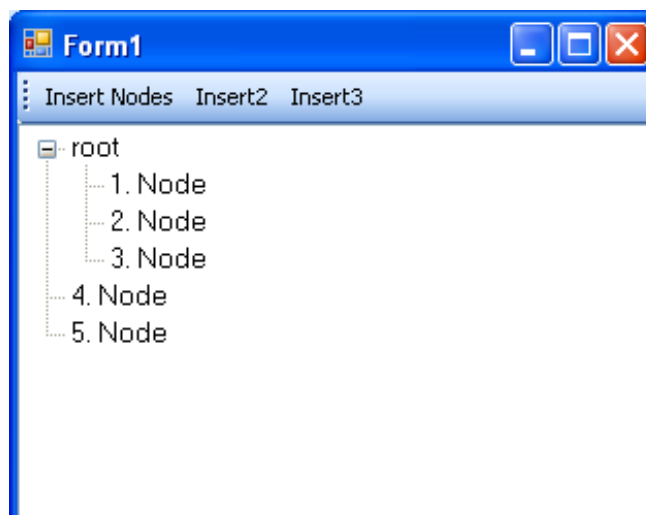 Form1
Insert Nodes Insert2 Insert3
root
1. Node
2. Node
3. Node
4. Node
5. Node